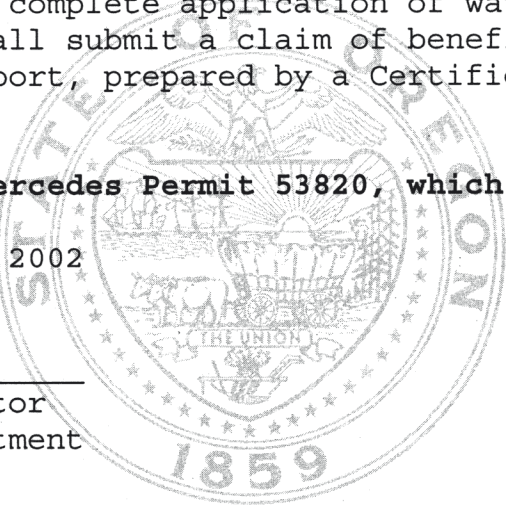 complete application of wa
all submit a claim of benef
port, prepared by a Certifi
ercedes Permit 53820, which
2002
tor
tment
STATE OF OREGON
THE UNION
1859